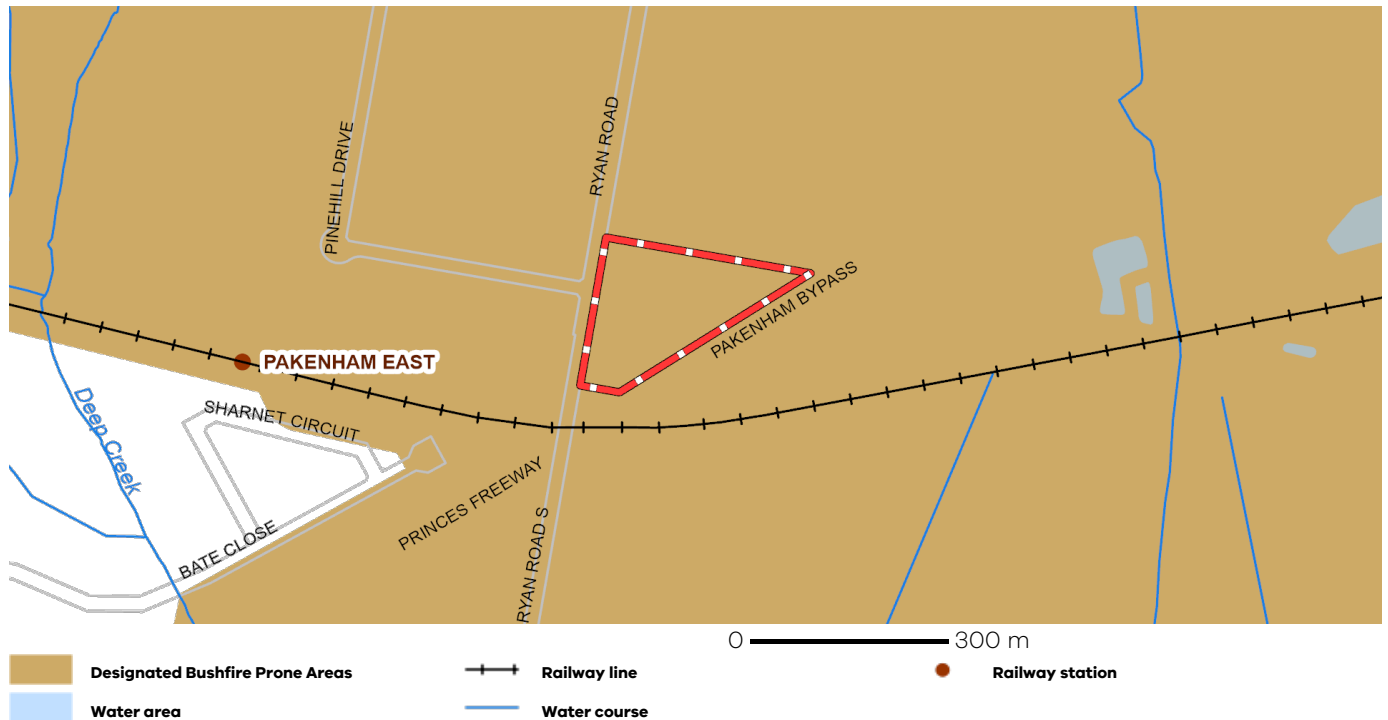 PINEHILL DRIVE
RYAN ROAD
PAKENHAM BYPASS
PAKENHAM EAST
Deep Creek
SHARNET CIRCUIT
PRINCES FREEWAY
BATE CLOSE
RYAN ROAD S
0 300 m
Designated Bushfire Prone Areas
Railway line
Railway station
Water area
Water course